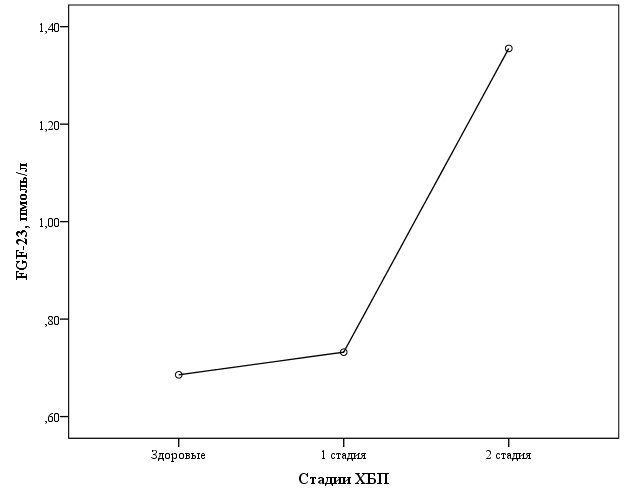 1,40
1,20
1,00
,80
,60
FGF-23, пмоль/л
Здоровые 1 стадия 2 стадия
Стадии ХБП